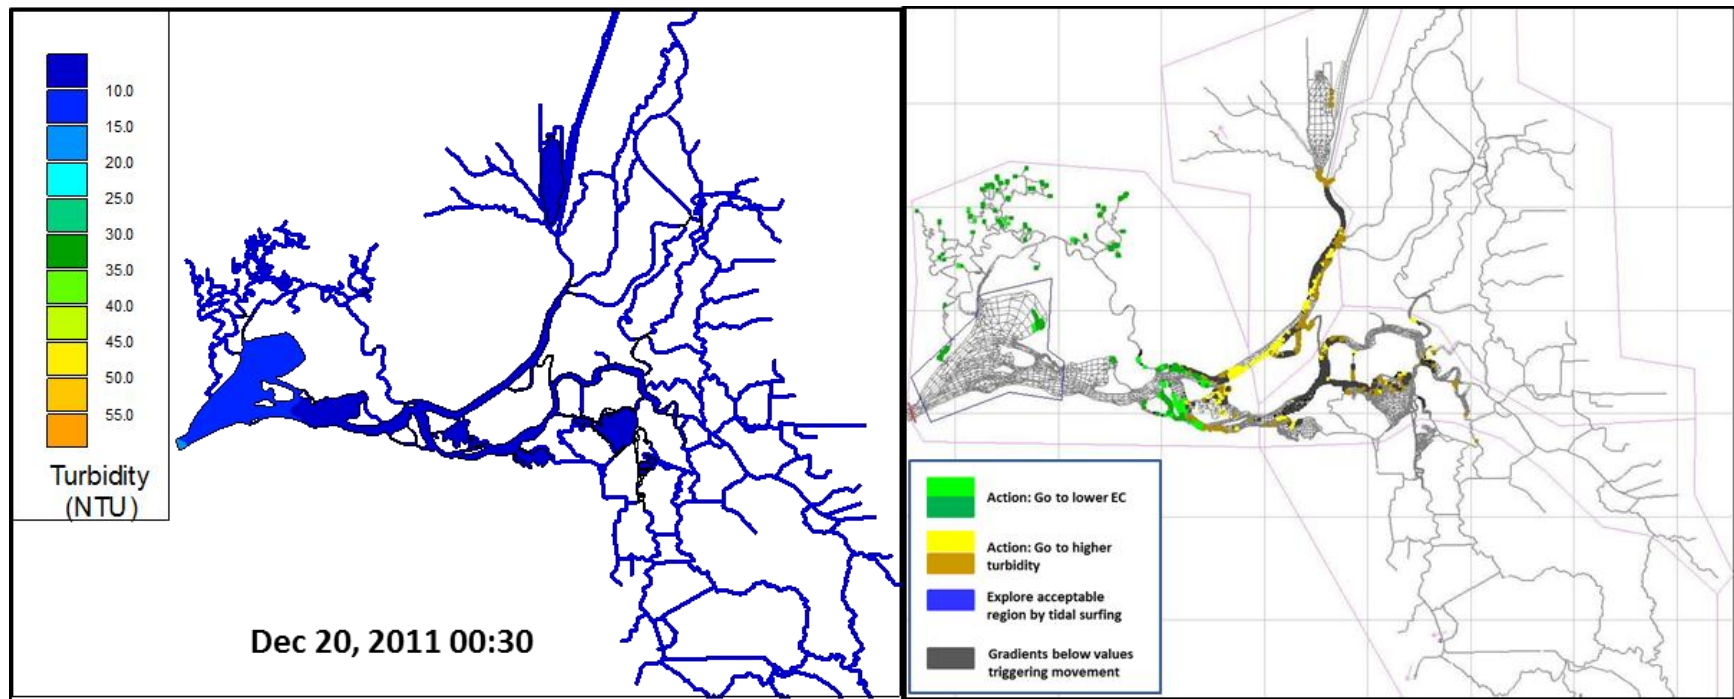 10.0
15.0
20.0
25.0
30.0
35.0
40.0
45.0
50.0
55.0
Turbidity
(NTU)
Dec 20, 2011 00:30
Action: Go to lower EC
Action: Go to higher
turbidity
Explore acceptable
region by tidal surfing
Gradients below values
triggering movement